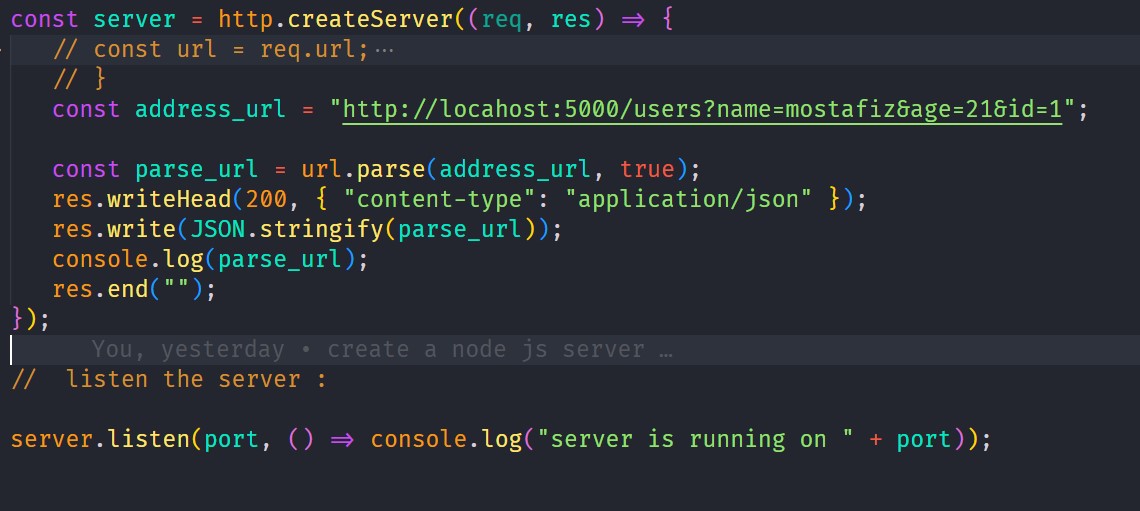 const server = http.createServer((req, res) => {
// const url = req.url; ···
// }
const address_url = "http://locahost:5000/users?name=mostafiz&age=21&id=1";
const parse_url = url.parse(address_url, true);
res.writeHead(200, { "content-type": "application/json" });
res.write(JSON.stringify(parse_url));
console.log(parse_url);
res.end("");
});
You, yesterday • create a node js server …
//  listen the server :
server.listen(port, () => console.log("server is running on " + port));